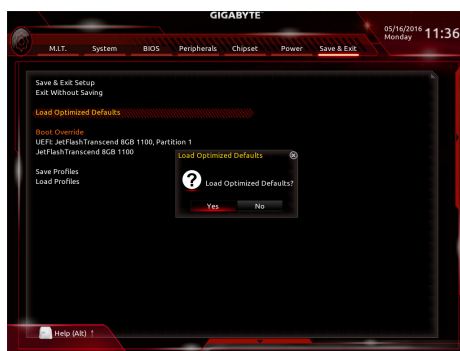 GIGABYTE
05/16/2016 11:36
Monday
M.I.T. System BIOS Peripherals Chipset Power Save & Exit
Save & Exit Setup
Exit Without Saving
Load Optimized Defaults
Boot Override
UEFI: JetFlashTranscend 8GB 1100, Partition 1
JetFlashTranscend 8GB 1100
Save Profiles
Load Profiles
Load Optimized Defaults
Load Optimized Defaults?
Yes No
Help (Alt) ↑